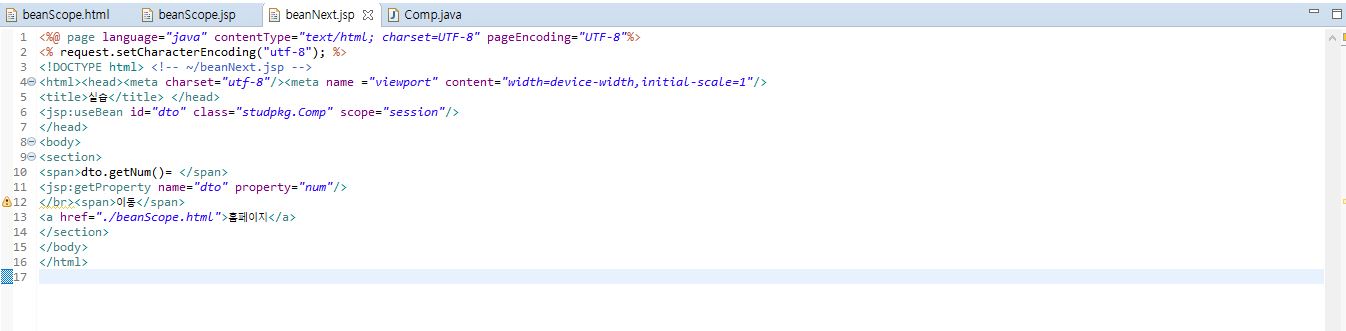 beanScope.html beanScope.jsp beanNext.jsp Comp.java
1 <%@ page language="java" contentType="text/html; charset=UTF-8" pageEncoding="UTF-8"%>
2 <% request.setCharacterEncoding("utf-8"); %>
3 <!DOCTYPE html> <!-- ~/beanNext.jsp -->
4 <html><head><meta charset="utf-8"/><meta name ="viewport" content="width=device-width,initial-scale=1"/>
5 <title>실습</title> </head>
6 <jsp:useBean id="dto" class="studpkg.Comp" scope="session"/>
7 </head>
8 <body>
9 <section>
10 <span>dto.getNum()= </span>
11 <jsp:getProperty name="dto" property="num"/>
12 </br><span>이동</span>
13 <a href="./beanScope.html">홈페이지</a>
14 </section>
15 </body>
16 </html>
17